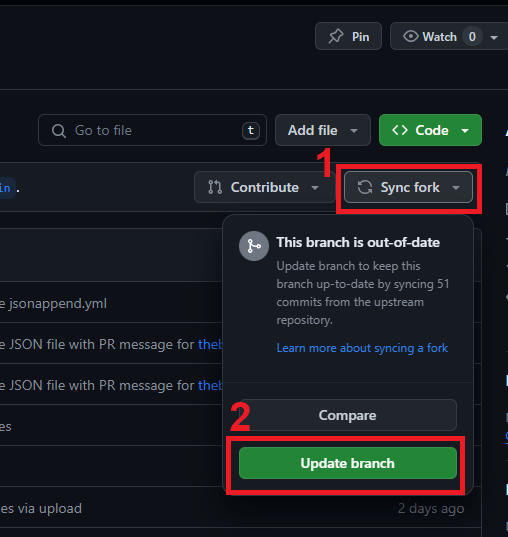 Pin
Watch 0
Go to file t
Add file
Code
1
in.
Contribute
Sync fork
This branch is out-of-date
Update branch to keep this
branch up-to-date by syncing 51
commits from the upstream
repository.
Learn more about syncing a fork
e jsonappend.yml
e JSON file with PR message for theb
e JSON file with PR message for theb
2
Compare
es
Update branch
es via upload
2 days ago